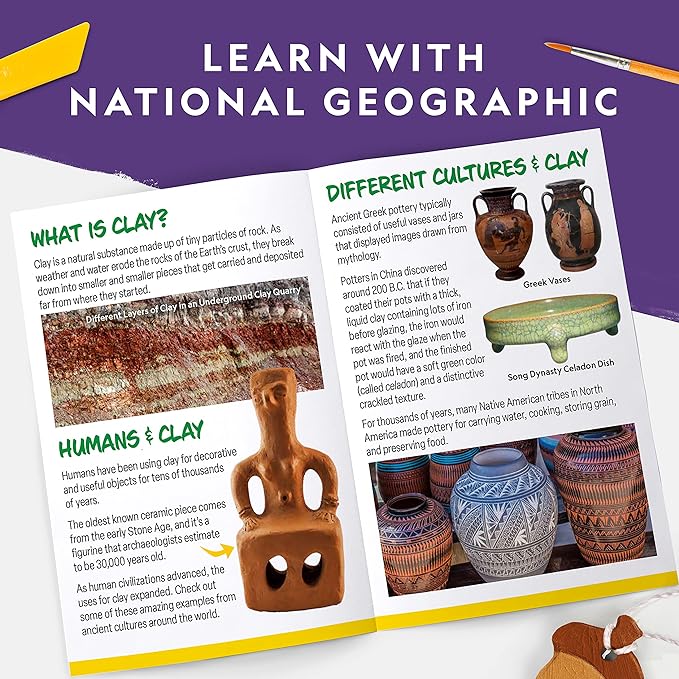 LEARN WITH
NATIONAL GEOGRAPHIC
WHAT IS CLAY?
Clay is a natural substance made up of tiny particles of rock. As
weather and water erode the rocks of the Earth's crust, they break
down into smaller and smaller pieces that get carried and deposited
far from where they started.
Different Layers of Clay in an Underground Clay Quarry
HUMANS & CLAY
Humans have been using clay for decorative
and useful objects for tens of thousands
of years.
The oldest known ceramic piece comes
from the early Stone Age, and it's a
figurine that archaeologists estimate
to be 30,000 years old.
As human civilizations advanced, the
uses for clay expanded. Check out
some of these amazing examples from
ancient cultures around the world.
DIFFERENT CULTURES & CLAY
Ancient Greek pottery typically
consisted of useful vases and jars
that displayed images drawn from
mythology.
Greek Vases
Potters in China discovered
around 200 B.C. that if they
coated their pots with a thick,
liquid clay containing lots of iron
before glazing, the iron would
react with the glaze when the
pot was fired, and the finished
pot would have a soft green color
(called celadon) and a distinctive
crackled texture.
Song Dynasty Celadon Dish
For thousands of years, many Native American tribes in North
America made pottery for carrying water, cooking, storing grain,
and preserving food.